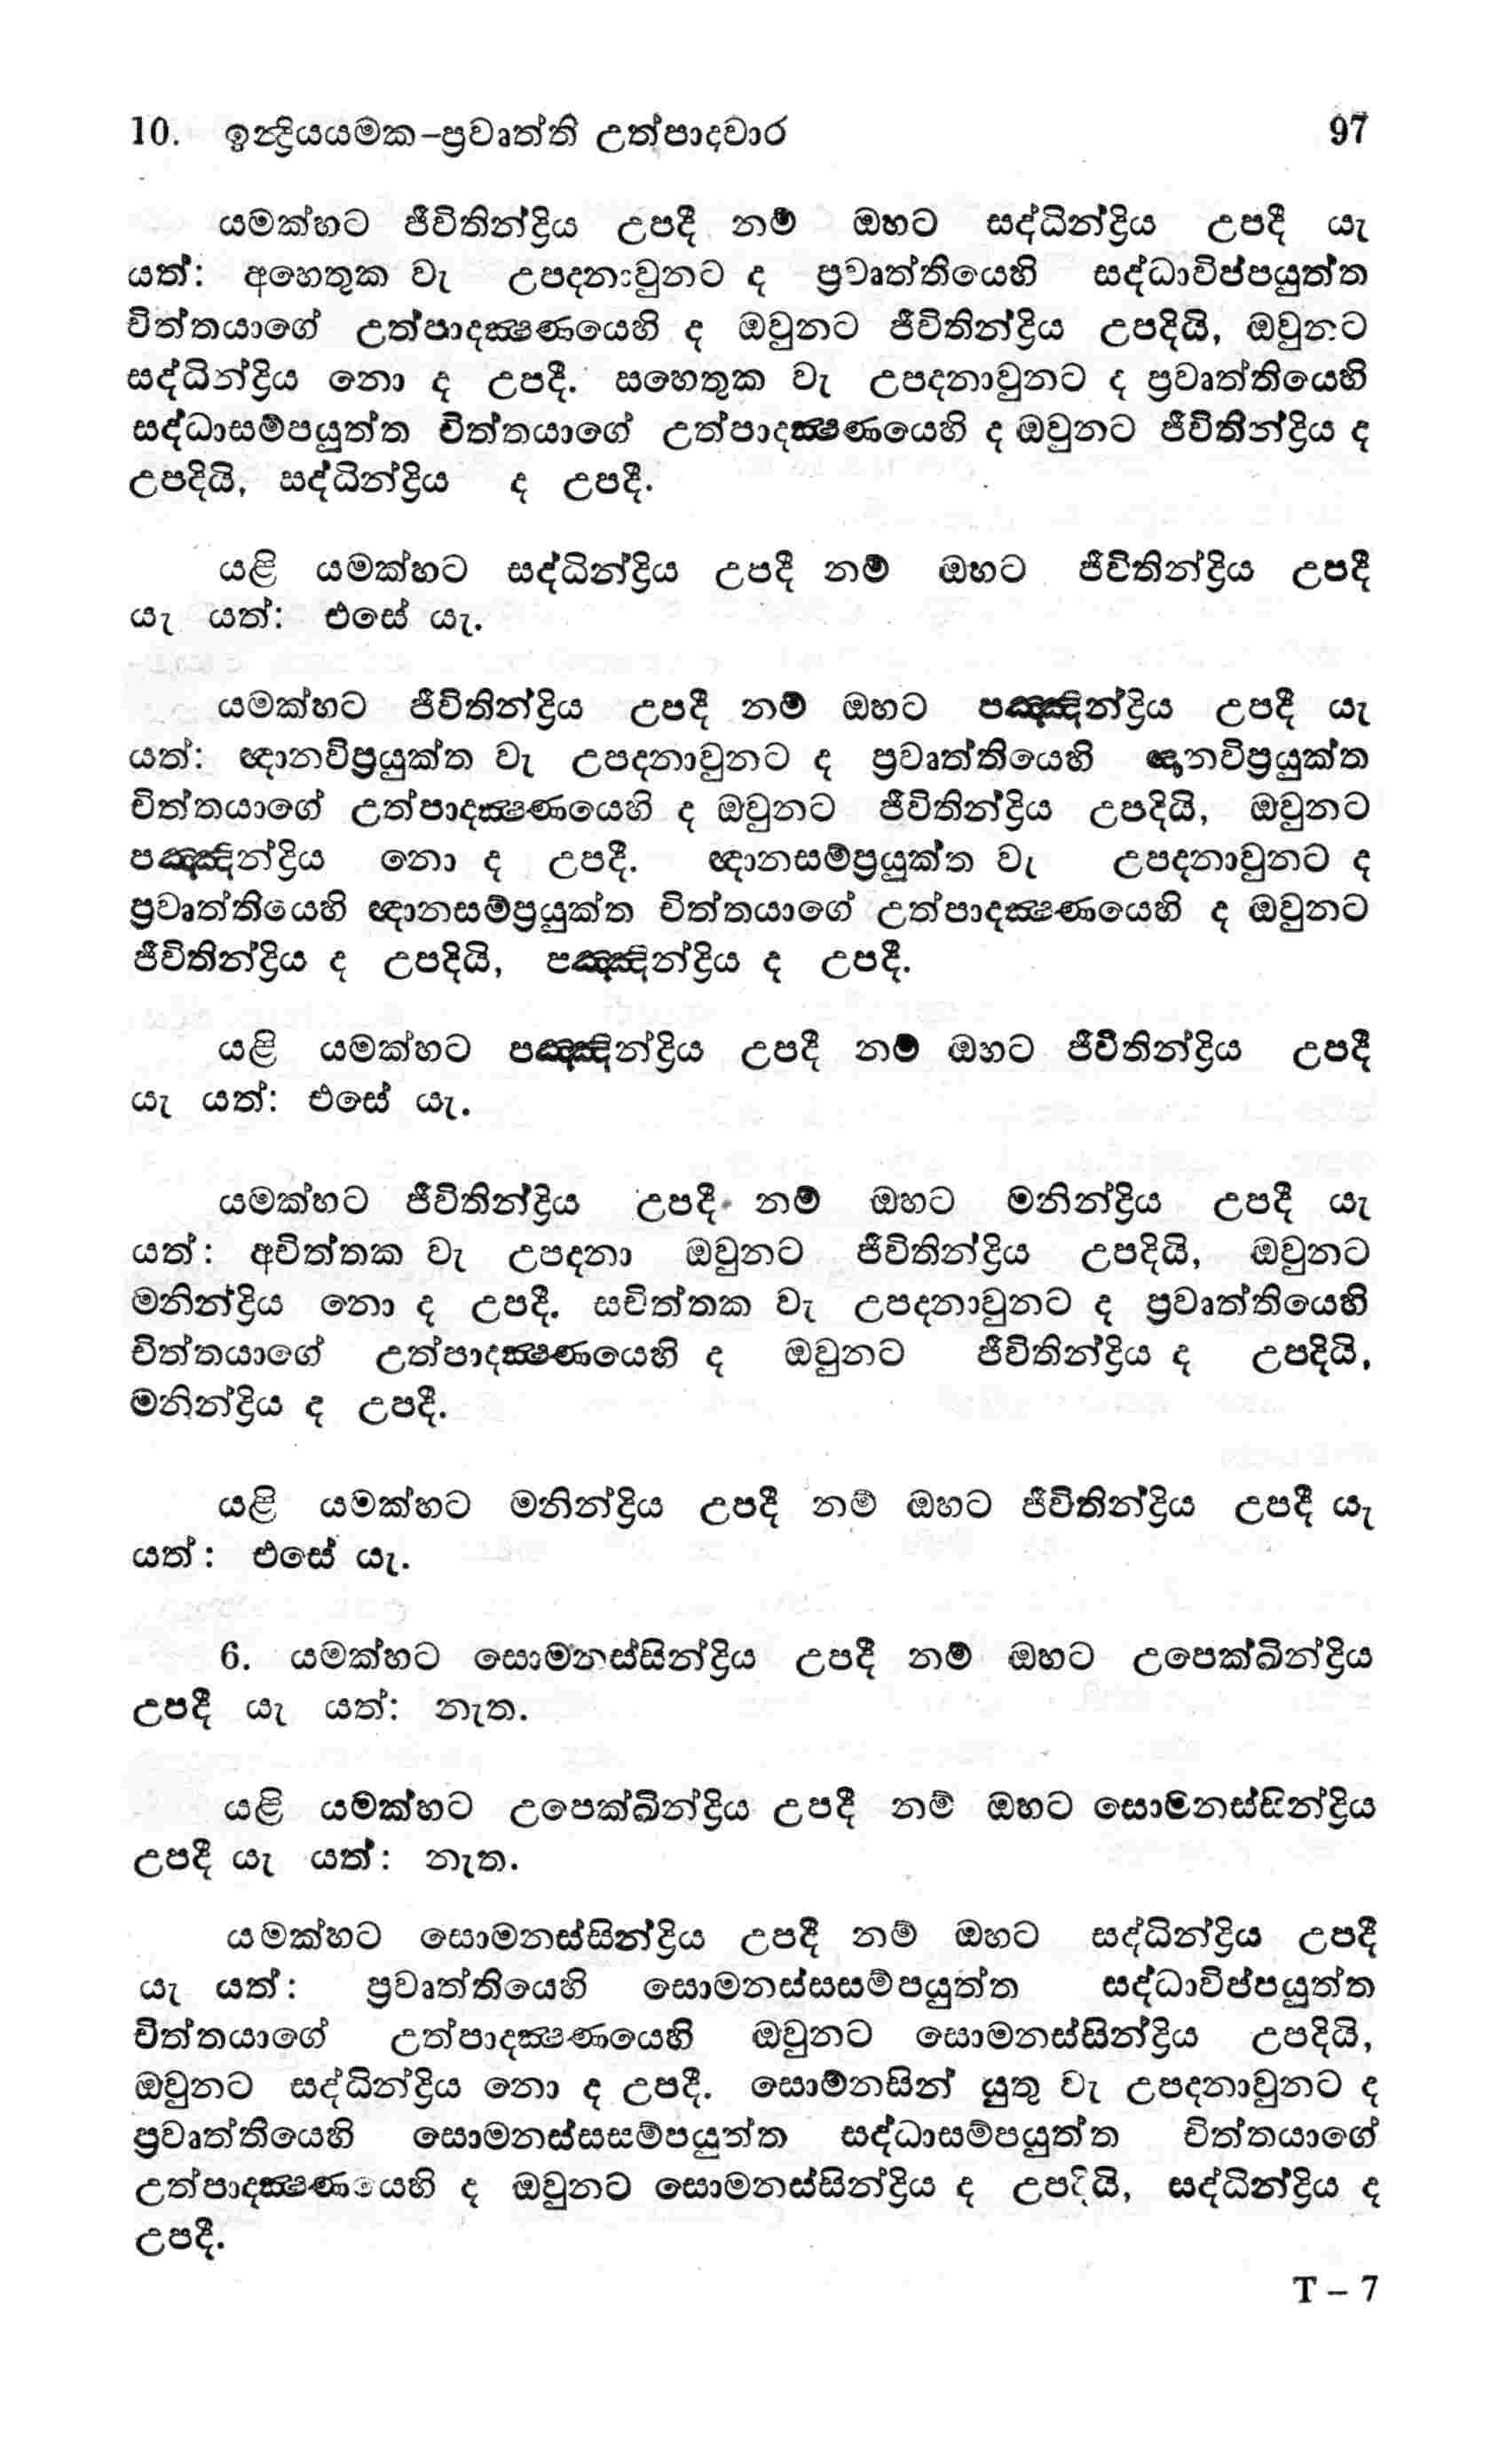 10. ඉන්ද්‍රියයමක-ප්‍රවෘත්ති උත්පාදවාර 97
යමක්හට ජීවිතින්ද්‍රිය උපදී නම් ඔහට සද්ධින්ද්‍රිය උපදී යැ
යත්: අහෙතුක වැ උපදනාවුනට ද ප්‍රවෘත්තියෙහි සද්ධාවිප්පයුත්ත
චිත්තයාගේ උත්පාදක්‍ෂණයෙහි ද ඔවුනට ජීවිතින්ද්‍රිය උපදියි, ඔවුනට
සද්ධින්ද්‍රිය නො ද උපදී. සහෙතුක වැ උපදනාවුනට ද ප්‍රවෘත්තියෙහි
සද්ධාසම්පයුත්ත චිත්තයාගේ උත්පාදක්‍ෂණයෙහි ද ඔවුනට ජීවිතින්ද්‍රිය ද
උපදියි, සද්ධින්ද්‍රිය ද උපදී.
යළි යමක්හට සද්ධින්ද්‍රිය උපදී නම් ඔහට ජීවිතින්ද්‍රිය උපදී
යැ යත්: එසේ යැ.
යමක්හට ජීවිතින්ද්‍රිය උපදී නම් ඔහට පඤ්ඤින්ද්‍රිය උපදී යැ
යත්: ඥානවිප්‍රයුක්ත වැ උපදනාවුනට ද ප්‍රවෘත්තියෙහි ඥානවිප්‍රයුක්ත
චිත්තයාගේ උත්පාදක්‍ෂණයෙහි ද ඔවුනට ජීවිතින්ද්‍රිය උපදියි, ඔවුනට
පඤ්ඤින්ද්‍රිය නො ද උපදී. ඥානසම්ප්‍රයුක්ත වැ උපදනාවුනට ද
ප්‍රවෘත්තියෙහි ඥානසම්ප්‍රයුක්ත චිත්තයාගේ උත්පාදක්‍ෂණයෙහි ද ඔවුනට
ජීවිතින්ද්‍රිය ද උපදියි, පඤ්ඤින්ද්‍රිය ද උපදී.
යළි යමක්හට පඤ්ඤින්ද්‍රිය උපදී නම් ඔහට ජීවිතින්ද්‍රිය උපදී
යැ යත්: එසේ යැ.
යමක්හට ජීවිතින්ද්‍රිය උපදී නම් ඔහට මනින්ද්‍රිය උපදී යැ
යත්: අචිත්තක වැ උපදනා ඔවුනට ජීවිතින්ද්‍රිය උපදියි, ඔවුනට
මනින්ද්‍රිය නො ද උපදී. සචිත්තක වැ උපදනාවුනට ද ප්‍රවෘත්තියෙහි
චිත්තයාගේ උත්පාදක්‍ෂණයෙහි ද ඔවුනට ජීවිතින්ද්‍රිය ද උපදියි,
මනින්ද්‍රිය ද උපදී.
යළි යමක්හට මනින්ද්‍රිය උපදී නම් ඔහට ජීවිතින්ද්‍රිය උපදී යැ
යත්: එසේ යැ.
6. යමක්හට සොමනස්සින්ද්‍රිය උපදී නම් ඔහට උපෙක්ඛින්ද්‍රිය
උපදී යැ යත්: නැත.
යළි යමක්හට උපෙක්ඛින්ද්‍රිය උපදී නම් ඔහට සොමනස්සින්ද්‍රිය
උපදී යැ යත්: නැත.
යමක්හට සොමනස්සින්ද්‍රිය උපදී නම් ඔහට සද්ධින්ද්‍රිය උපදී
යැ යත්: ප්‍රවෘත්තියෙහි සොමනස්සසම්පයුත්ත සද්ධාවිප්පයුත්ත
චිත්තයාගේ උත්පාදක්‍ෂණයෙහි ඔවුනට සොමනස්සින්ද්‍රිය උපදියි,
ඔවුනට සද්ධින්ද්‍රිය නො ද උපදී. සොම්නසින් යුතු වැ උපදනාවුනට ද
ප්‍රවෘත්තියෙහි සොමනස්සසම්පයුත්ත සද්ධාසම්පයුත්ත චිත්තයාගේ
උත්පාදක්‍ෂණයෙහි ද ඔවුනට සොමනස්සින්ද්‍රිය ද උපදියි, සද්ධින්ද්‍රිය ද
උපදී.
T – 7